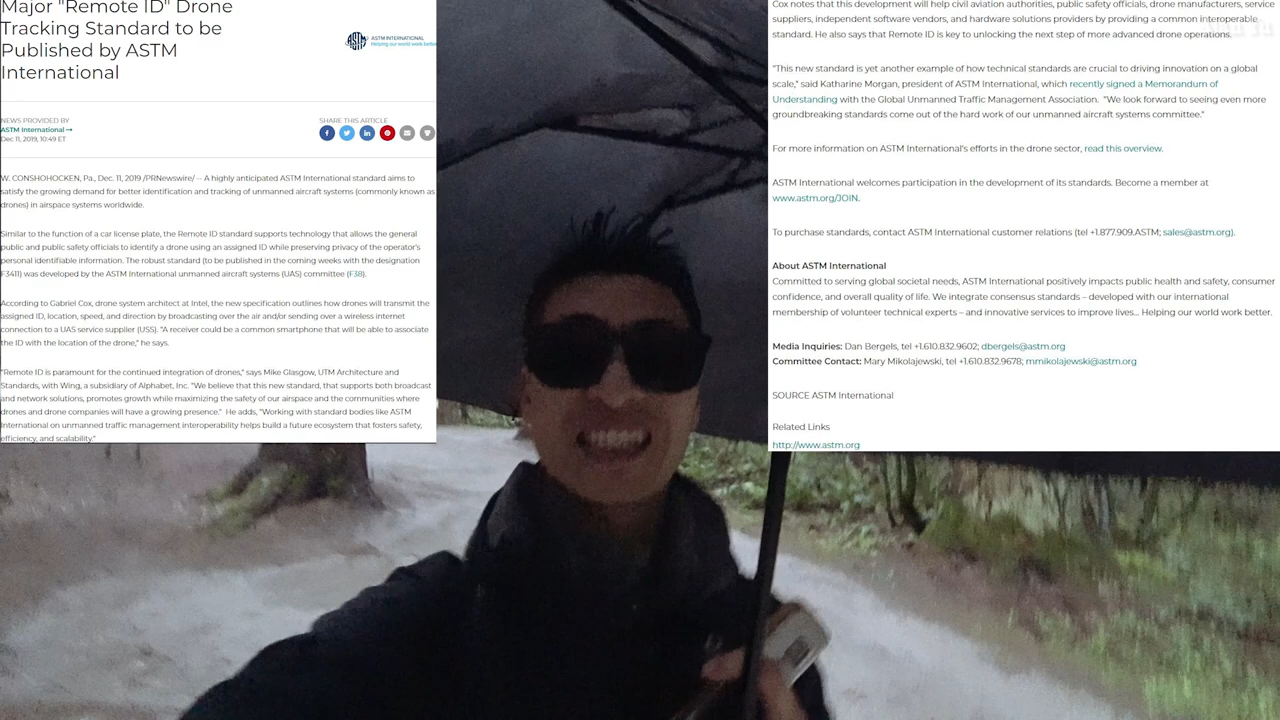 Major "Remote ID" Drone
Tracking Standard to be
Published by ASTM
International
ASTM INTERNATIONAL
Helping our world work better
NEWS PROVIDED BY
ASTM International →
Dec 11, 2019, 10:49 ET
SHARE THIS ARTICLE
W. CONSHOHOCKEN, Pa., Dec. 11, 2019 /PRNewswire/ -- A highly anticipated ASTM International standard aims to
satisfy the growing demand for better identification and tracking of unmanned aircraft systems (commonly known as
drones) in airspace systems worldwide.
Similar to the function of a car license plate, the Remote ID standard supports technology that allows the general
public and public safety officials to identify a drone using an assigned ID while preserving privacy of the operator's
personal identifiable information. The robust standard (to be published in the coming weeks with the designation
F3411) was developed by the ASTM International unmanned aircraft systems (UAS) committee (F38).
According to Gabriel Cox, drone system architect at Intel, the new specification outlines how drones will transmit the
assigned ID, location, speed, and direction by broadcasting over the air and/or sending over a wireless internet
connection to a UAS service supplier (USS). "A receiver could be a common smartphone that will be able to associate
the ID with the location of the drone," he says.
"Remote ID is paramount for the continued integration of drones," says Mike Glasgow, UTM Architecture and
Standards, with Wing, a subsidiary of Alphabet, Inc. "We believe that this new standard, that supports both broadcast
and network solutions, promotes growth while maximizing the safety of our airspace and the communities where
drones and drone companies will have a growing presence." He adds, "Working with standard bodies like ASTM
International on unmanned traffic management interoperability helps build a future ecosystem that fosters safety,
efficiency, and scalability."
Cox notes that this development will help civil aviation authorities, public safety officials, drone manufacturers, service
suppliers, independent software vendors, and hardware solutions providers by providing a common interoperable
standard. He also says that Remote ID is key to unlocking the next step of more advanced drone operations.
"This new standard is yet another example of how technical standards are crucial to driving innovation on a global
scale," said Katharine Morgan, president of ASTM International, which recently signed a Memorandum of
Understanding with the Global Unmanned Traffic Management Association. "We look forward to seeing even more
groundbreaking standards come out of the hard work of our unmanned aircraft systems committee."
For more information on ASTM International's efforts in the drone sector, read this overview.
ASTM International welcomes participation in the development of its standards. Become a member at
www.astm.org/JOIN.
To purchase standards, contact ASTM International customer relations (tel +1.877.909.ASTM; sales@astm.org).
About ASTM International
Committed to serving global societal needs, ASTM International positively impacts public health and safety, consumer
confidence, and overall quality of life. We integrate consensus standards – developed with our international
membership of volunteer technical experts – and innovative services to improve lives... Helping our world work better.
Media Inquiries: Dan Bergels, tel +1.610.832.9602; dbergels@astm.org
Committee Contact: Mary Mikolajewski, tel +1.610.832.9678; mmikolajewski@astm.org
SOURCE ASTM International
Related Links
http://www.astm.org